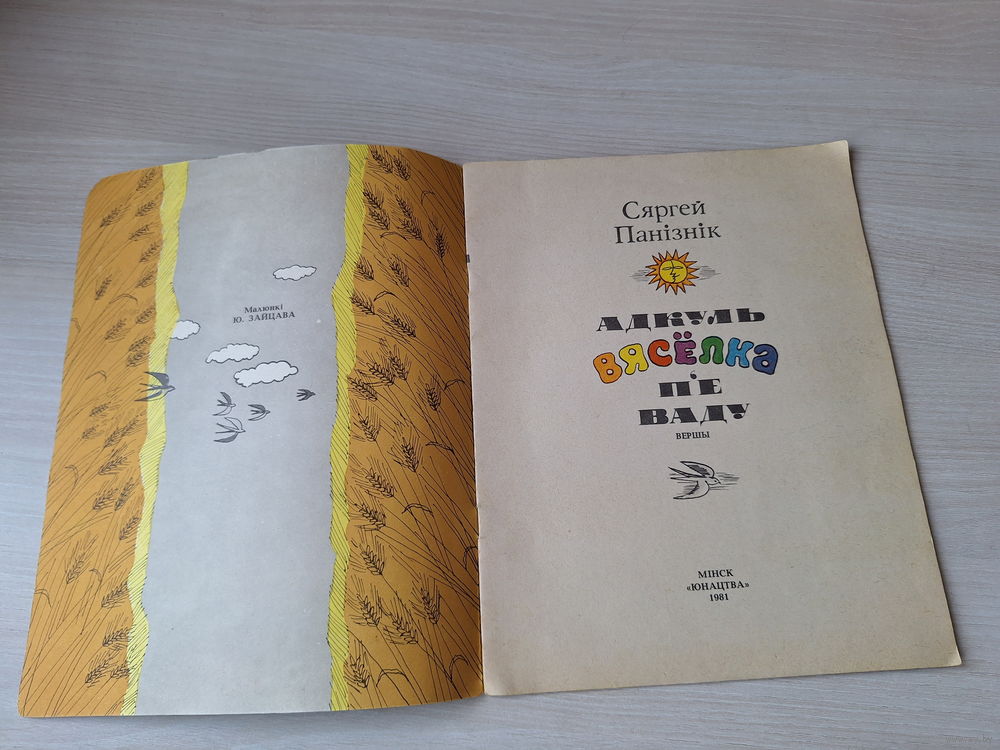 Малюнкі
Ю. ЗАЙЦАВА
Сяргей
Панізнік
АДКУЛЬ
ВЯСЁЛКА
П'Е
ВАДУ
ВЕРШЫ
МІНСК
«ЮНАЦТВА»
1981